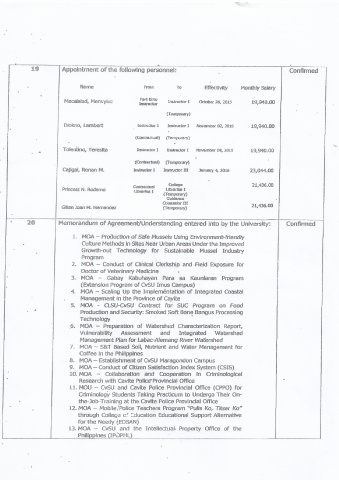 19 Appointment of the following personnel: Confirmed
Name From To Effectivity Monthly Salary
Part-time Instructor Instructor I October 26, 2015 19,940.00
(Temporary)
Lambert Instructor I Instructor I November 02, 2015 19,940.00
(Contractual) (Temporary)
Tolentino, Teresita Instructor I Instructor I November 09, 2015 19,940.00
(Contractual) (Temporary)
Ronan M. Instructor I Instructor III January 4, 2016 23,044.00
Princess N. Contractual Librarian I College Librarian I (Temporary) 21,436.00
Gillan Joan M. Hernandez Guidance Counselor III (Temporary) 21,436.00
20 Memorandum of Agreement/Understanding entered into by the University: Confirmed
1. MOA – Production of Safe Mussels Using Environment-friendly
Culture Methods in Sites Near Urban Areas Under the Improved
Growth-out Technology for Sustainable Mussel Industry
Program
2. MOA – Conduct of Clinical Clerkship and Field Exposure for
Doctor of Veterinary Medicine
3. MOA – Gabay Kabuhayan Para sa Kaunlaran Program
(Extension Program of CvSU Imus Campus)
4. MOA – Scaling Up the Implementation of Integrated Coastal
Management in the Province of Cavite
5. MOA - CLSU-CvSU Contract for SUC Program on Food
Production and Security: Smoked Soft Bone Bangus Processing
Technology
6. MOA – Preparation of Watershed Characterization Report,
Vulnerability Assessment and Integrated Watershed
Management Plan for Labac-Alemang River Watershed
7. MOA – S&T Based Soil, Nutrient and Water Management for
Coffee in the Philippines
8. MOA – Establishment of CvSU Maragondon Campus
9. MOA – Conduct of Citizen Satisfaction Index System (CSIS)
10. MOA – Collaboration and Cooperation in Criminological
Research with Cavite Police Provincial Office
11. MOU – CvSU and Cavite Police Provincial Office (CPPO) for
Criminology Students Taking Practicum to Undergo Their On-
the-Job-Training at the Cavite Police Provincial Office
12. MOA – Mobile/Police Teachers Program "Pulis Ko, Titser Ko"
through College of Education Educational Support Alternative
for the Needy (EDSAN)
13. MOA – CvSU and the Intellectual Property Office of the
Philippines (IPOPHL)